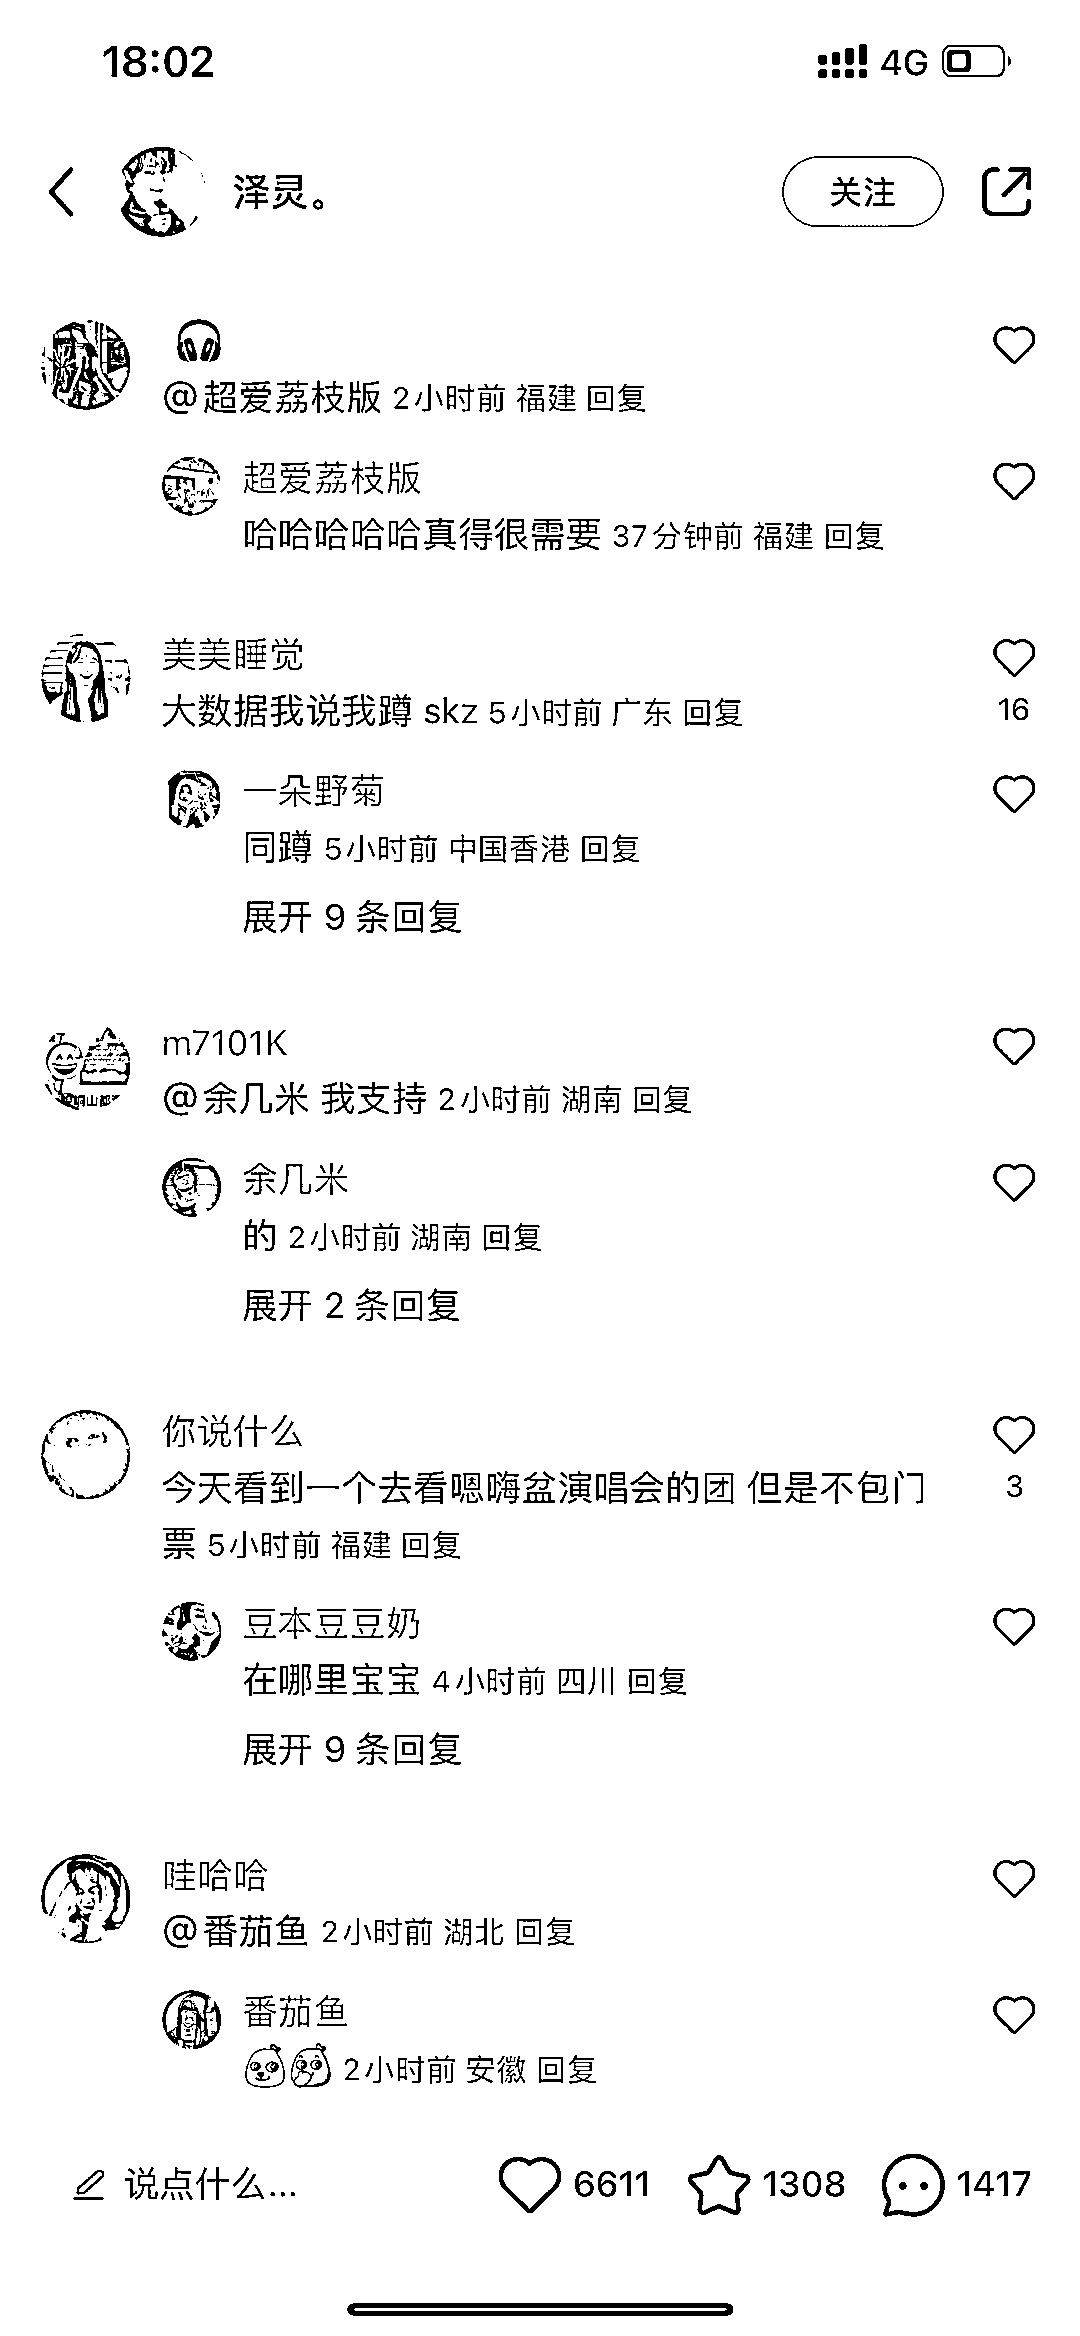 18:02 4G
泽灵。 关注
🎧
@超爱荔枝版 2小时前 福建 回复
超爱荔枝版
哈哈哈哈哈真得很需要 37分钟前 福建 回复
美美睡觉
大数据我说我蹲 skz 5小时前 广东 回复
16
一朵野菊
同蹲 5小时前 中国香港 回复
展开 9 条回复
m7101K
@余几米 我支持 2小时前 湖南 回复
余几米
的 2小时前 湖南 回复
展开 2 条回复
你说什么
今天看到一个去看嗯嗨盆演唱会的团 但是不包门
3
票 5小时前 福建 回复
豆本豆豆奶
在哪里宝宝 4小时前 四川 回复
展开 9 条回复
哇哈哈
@番茄鱼 2小时前 湖北 回复
番茄鱼
2小时前 安徽 回复
说点什么... 6611 1308 1417